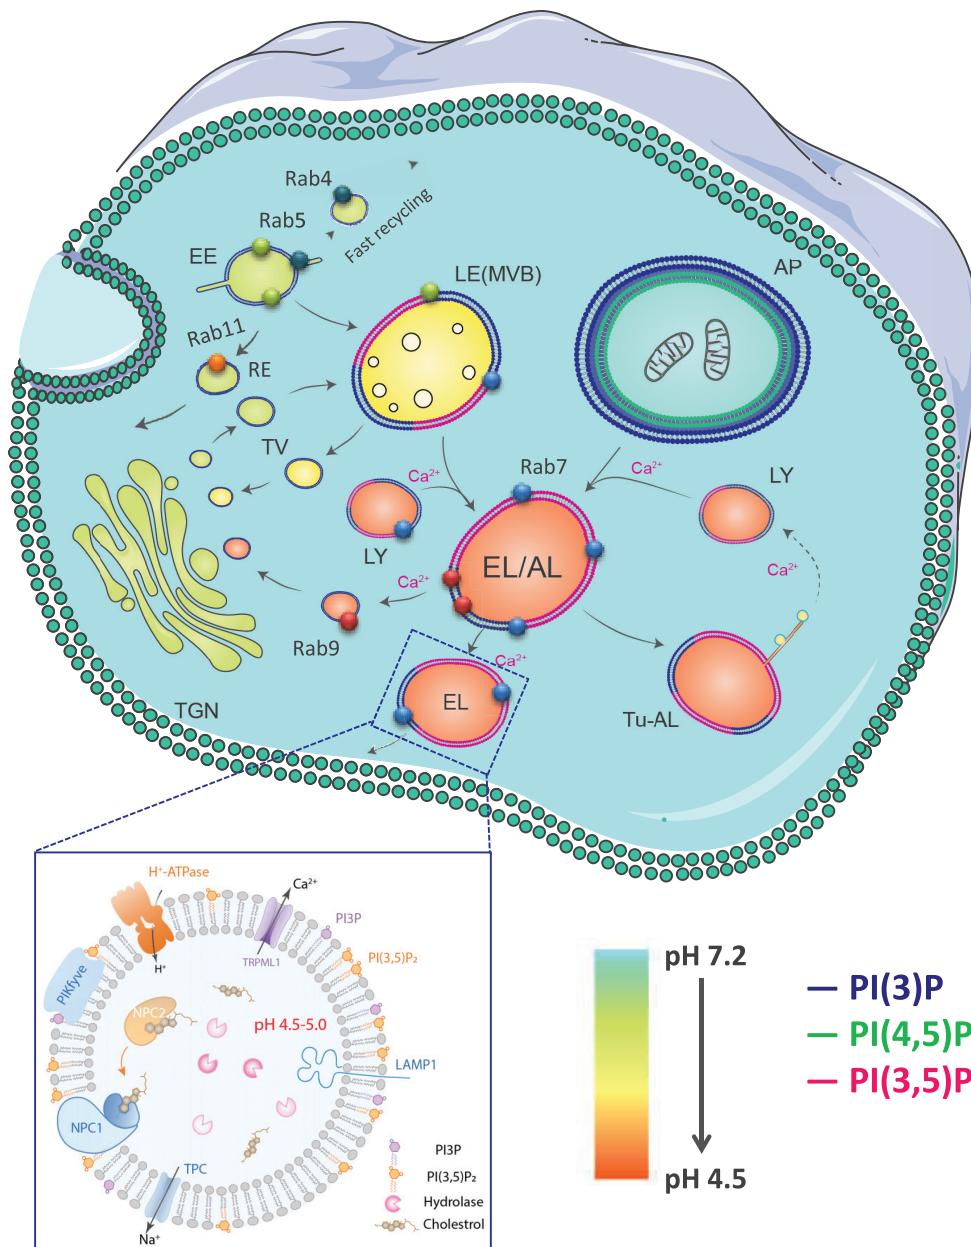 Rab4
Rab5
Fast recycling
EE
LE(MVB)
AP
Rab11
RE
TV
Rab7
Ca²⁺
Ca²⁺
LY
LY
EL/AL
Ca²⁺
Ca²⁺
Rab9
Ca²⁺
EL
TGN
Tu-AL
H⁺-ATPase
Ca²⁺
PI3P
TRPML1
H⁺
PI(3,5)P₂
PIKfyve
NPC2
pH 4.5-5.0
LAMP1
NPC1
TPC
Na⁺
PI3P
PI(3,5)P₂
Hydrolase
Cholestrol
pH 7.2
pH 4.5
PI(3)P
PI(4,5)P
PI(3,5)P